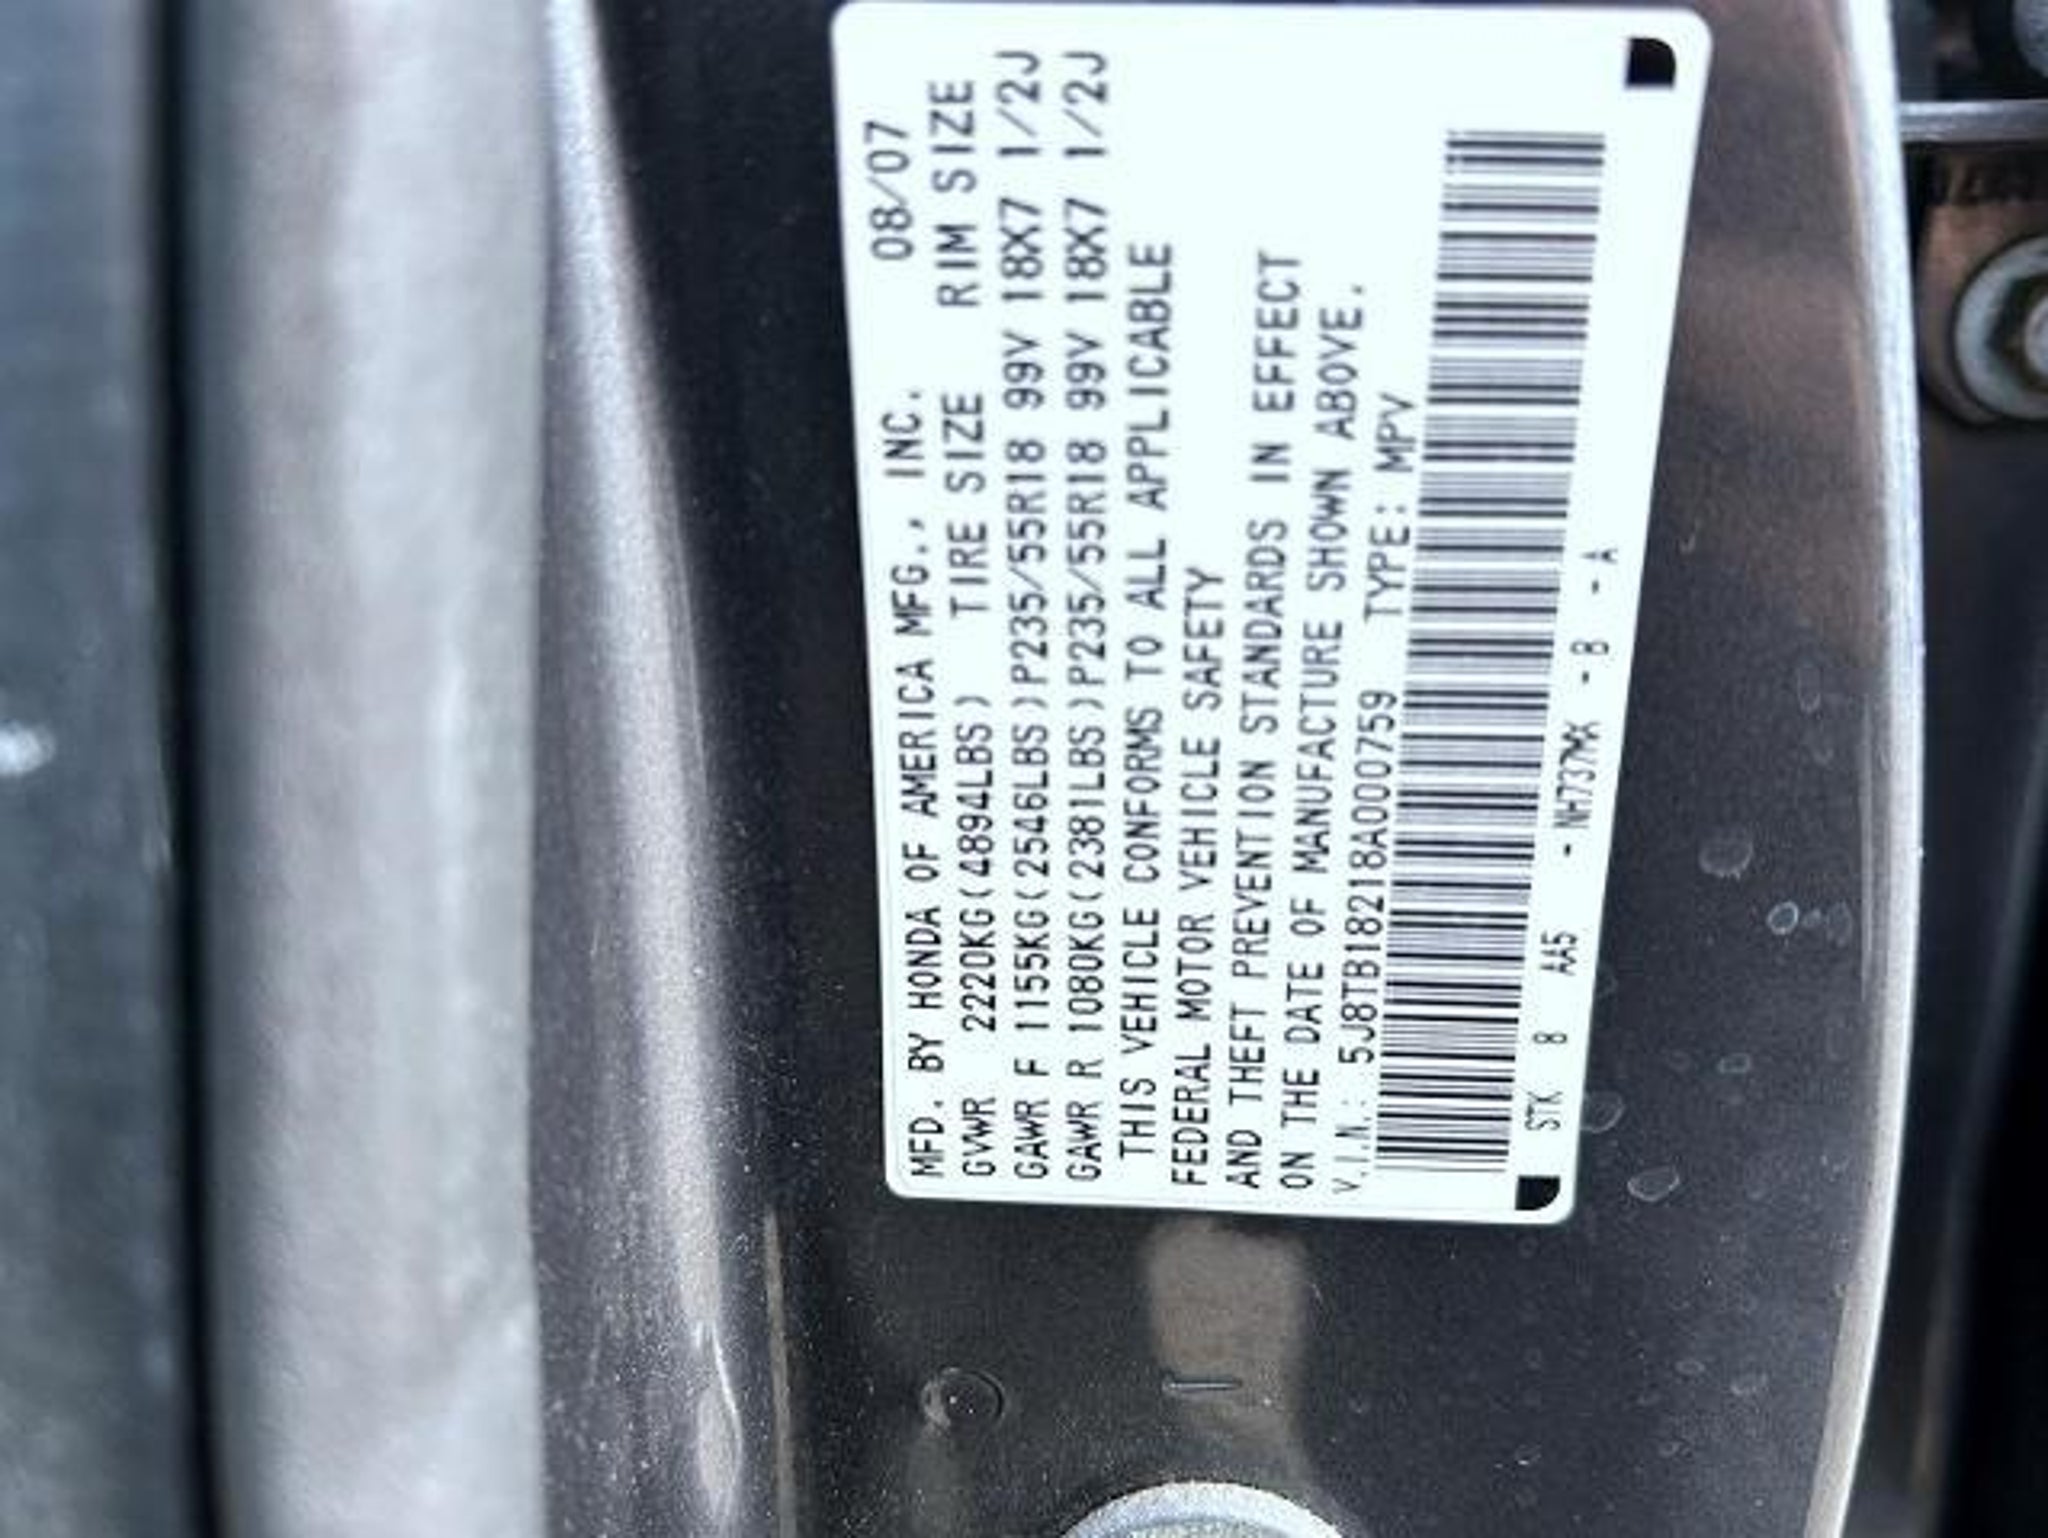 MFD. BY HONDA OF AMERICA MFG., INC. 08/07
GVWR 2220KG(4894LBS) TIRE SIZE RIM SIZE
GAWR F 1155KG(2546LBS)P235/55R18 99V 18X7 1/2J
GAWR R 1080KG(2381LBS)P235/55R18 99V 18X7 1/2J
THIS VEHICLE CONFORMS TO ALL APPLICABLE
FEDERAL MOTOR VEHICLE SAFETY
AND THEFT PREVENTION STANDARDS IN EFFECT
ON THE DATE OF MANUFACTURE SHOWN ABOVE.
V.I.N.: 5J8TB18218A000759 TYPE: MPV
STK 8 AA5 - NH737MX - B - A